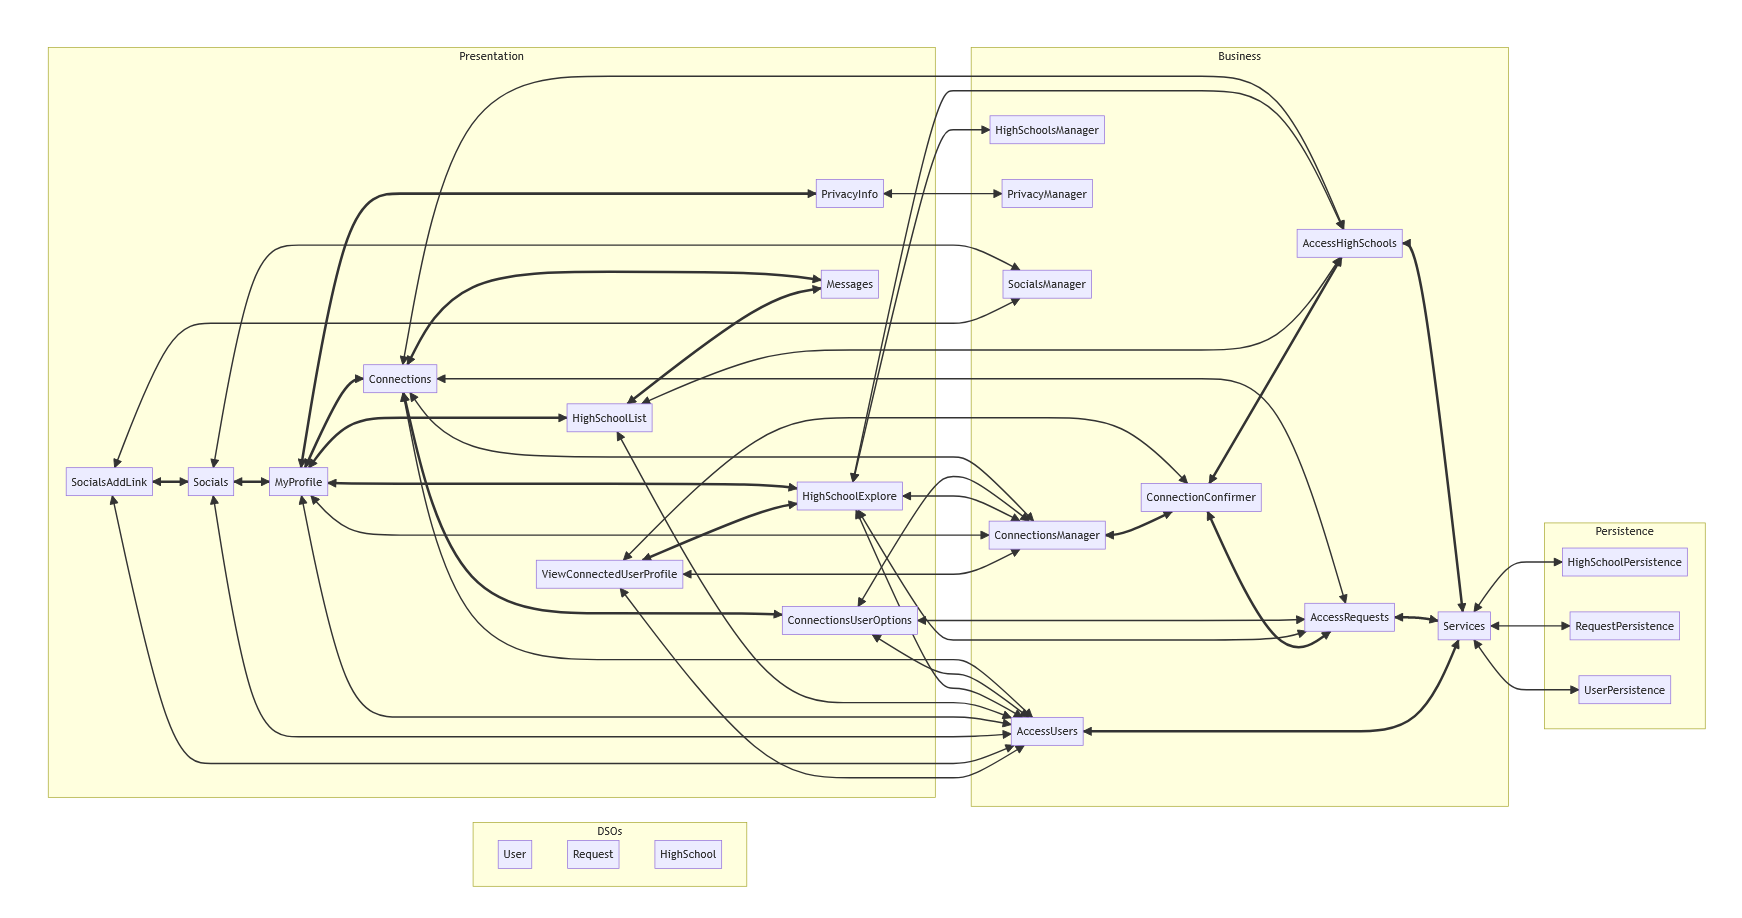 Presentation
Business
HighSchoolsManager
PrivacyInfo
PrivacyManager
AccessHighSchools
Messages
SocialsManager
Connections
HighSchoolList
SocialsAddLink
Socials
MyProfile
HighSchoolExplore
ConnectionConfirmer
ConnectionsManager
Persistence
HighSchoolPersistence
ViewConnectedUserProfile
ConnectionsUserOptions
AccessRequests
Services
RequestPersistence
UserPersistence
AccessUsers
DSOs
User
Request
HighSchool